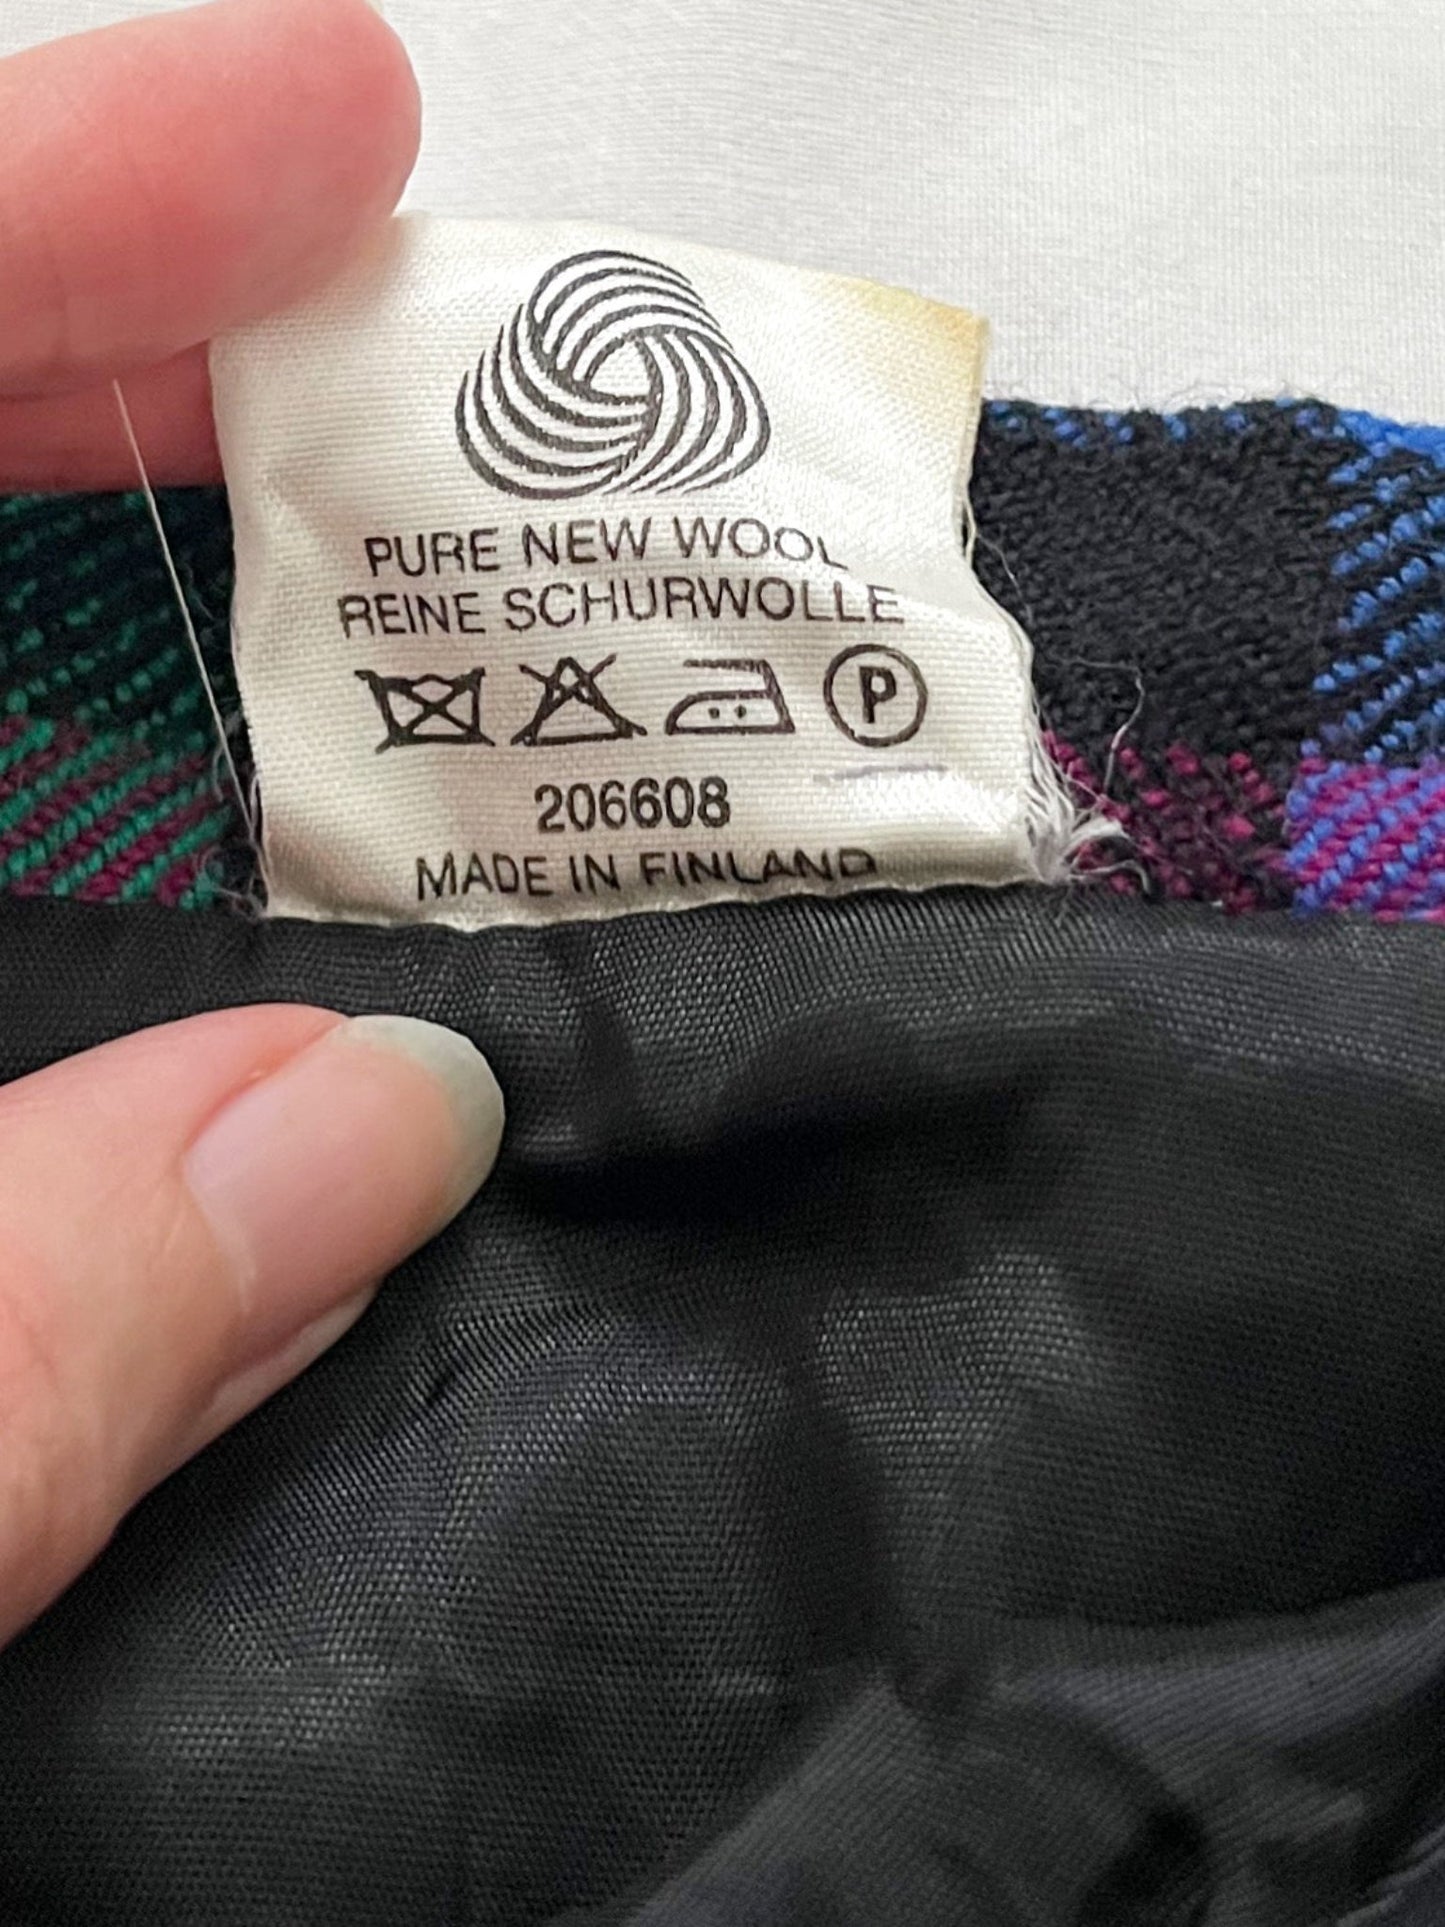 PURE NEW WOOL
REINE SCHURWOLLE
P
206608
MADE IN FINLAND